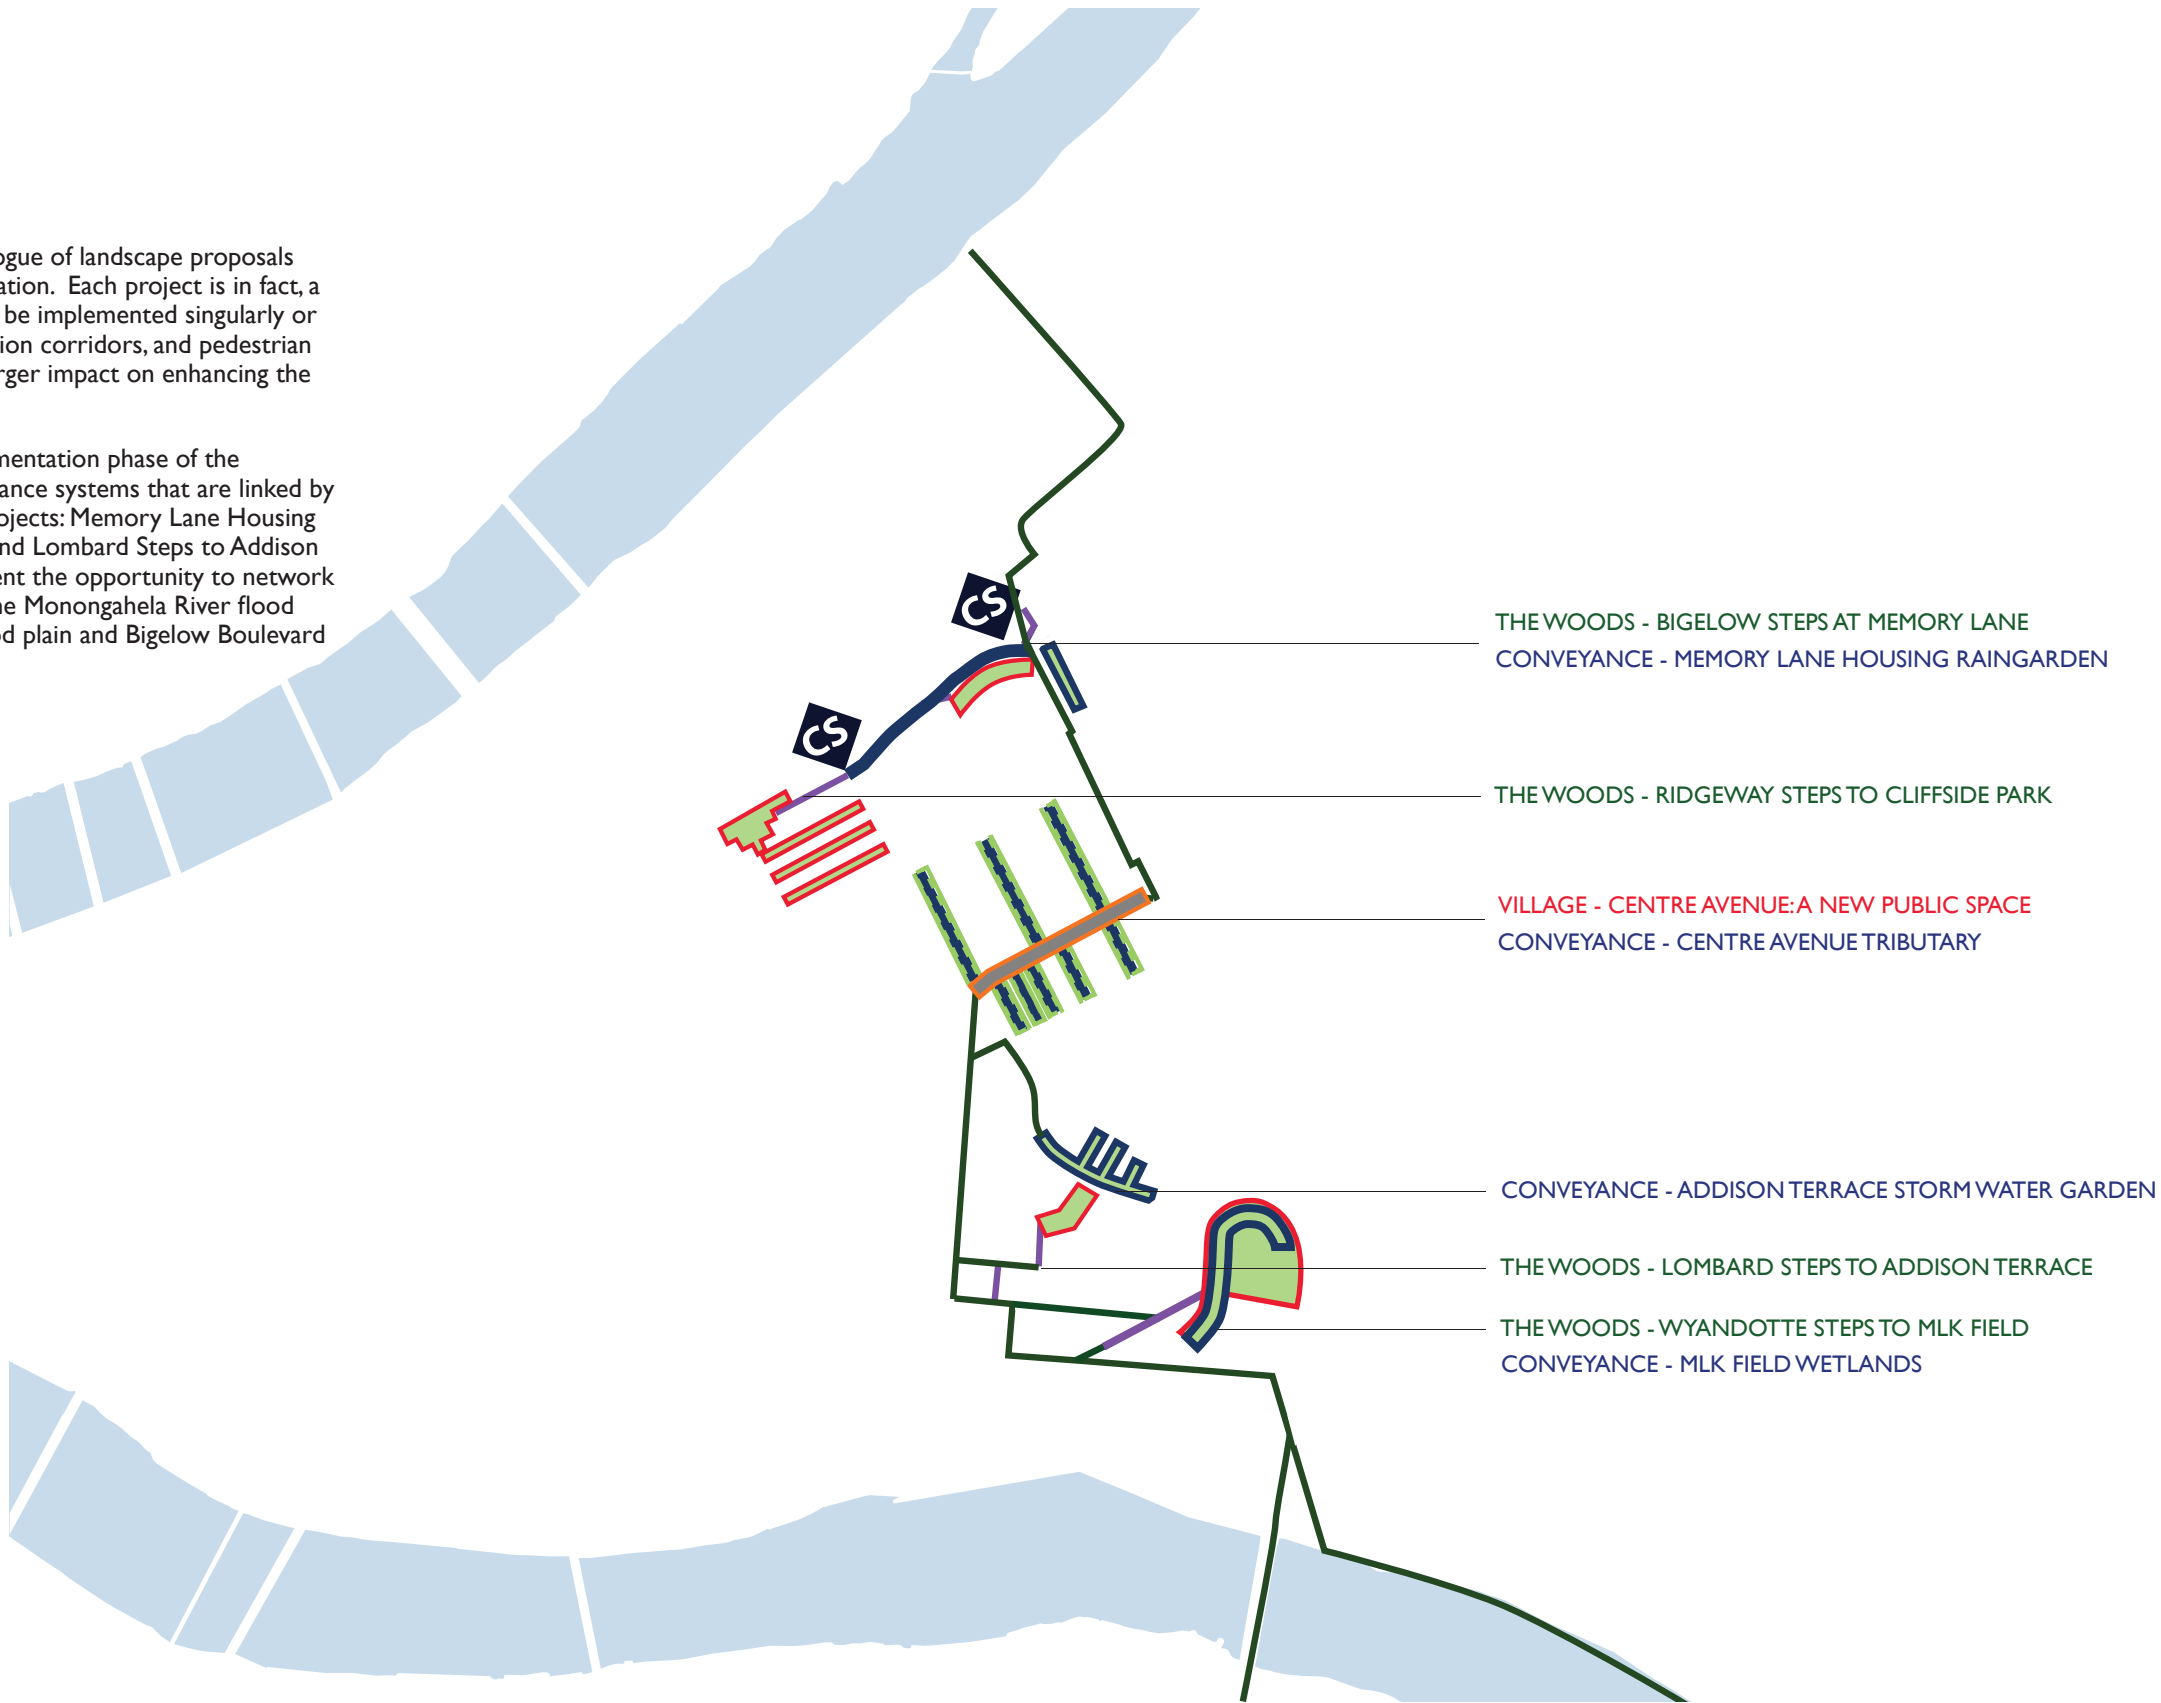 ogue of landscape proposals
ation. Each project is in fact, a
be implemented singularly or
ion corridors, and pedestrian
rger impact on enhancing the
mentation phase of the
ance systems that are linked by
ojects: Memory Lane Housing
nd Lombard Steps to Addison
ent the opportunity to network
he Monongahela River flood
od plain and Bigelow Boulevard
CS
CS
THE WOODS - BIGELOW STEPS AT MEMORY LANE
CONVEYANCE - MEMORY LANE HOUSING RAINGARDEN
THE WOODS - RIDGEWAY STEPS TO CLIFFSIDE PARK
VILLAGE - CENTRE AVENUE: A NEW PUBLIC SPACE
CONVEYANCE - CENTRE AVENUE TRIBUTARY
CONVEYANCE - ADDISON TERRACE STORM WATER GARDEN
THE WOODS - LOMBARD STEPS TO ADDISON TERRACE
THE WOODS - WYANDOTTE STEPS TO MLK FIELD
CONVEYANCE - MLK FIELD WETLANDS